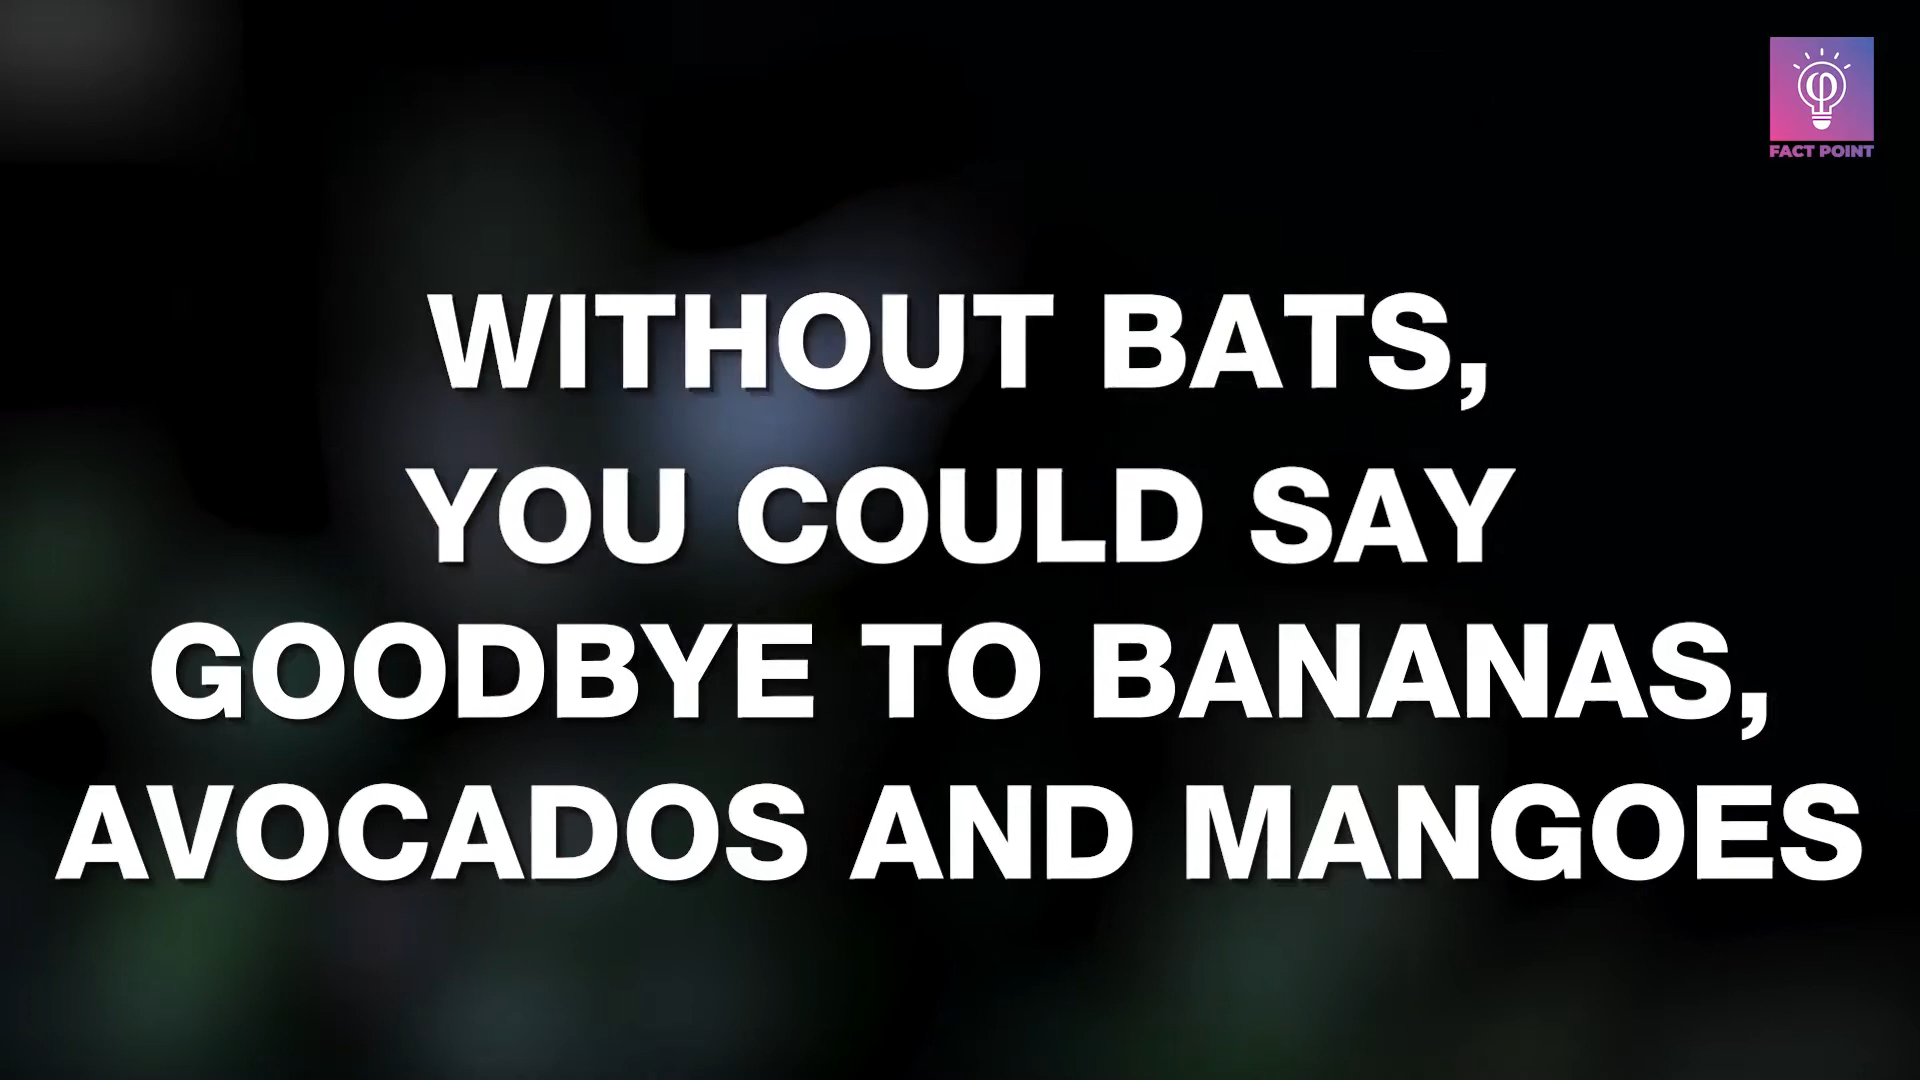 FACT POINT
WITHOUT BATS,
YOU COULD SAY
GOODBYE TO BANANAS,
AVOCADOS AND MANGOES